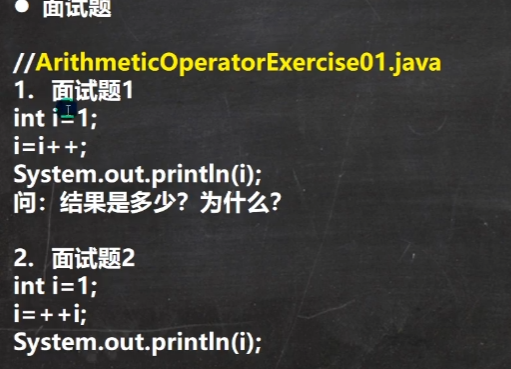 ● 面试题
//ArithmeticOperatorExercise01.java
1. 面试题1
int i=1;
i=i++;
System.out.println(i);
问：结果是多少？为什么？
2. 面试题2
int i=1;
i=++i;
System.out.println(i);